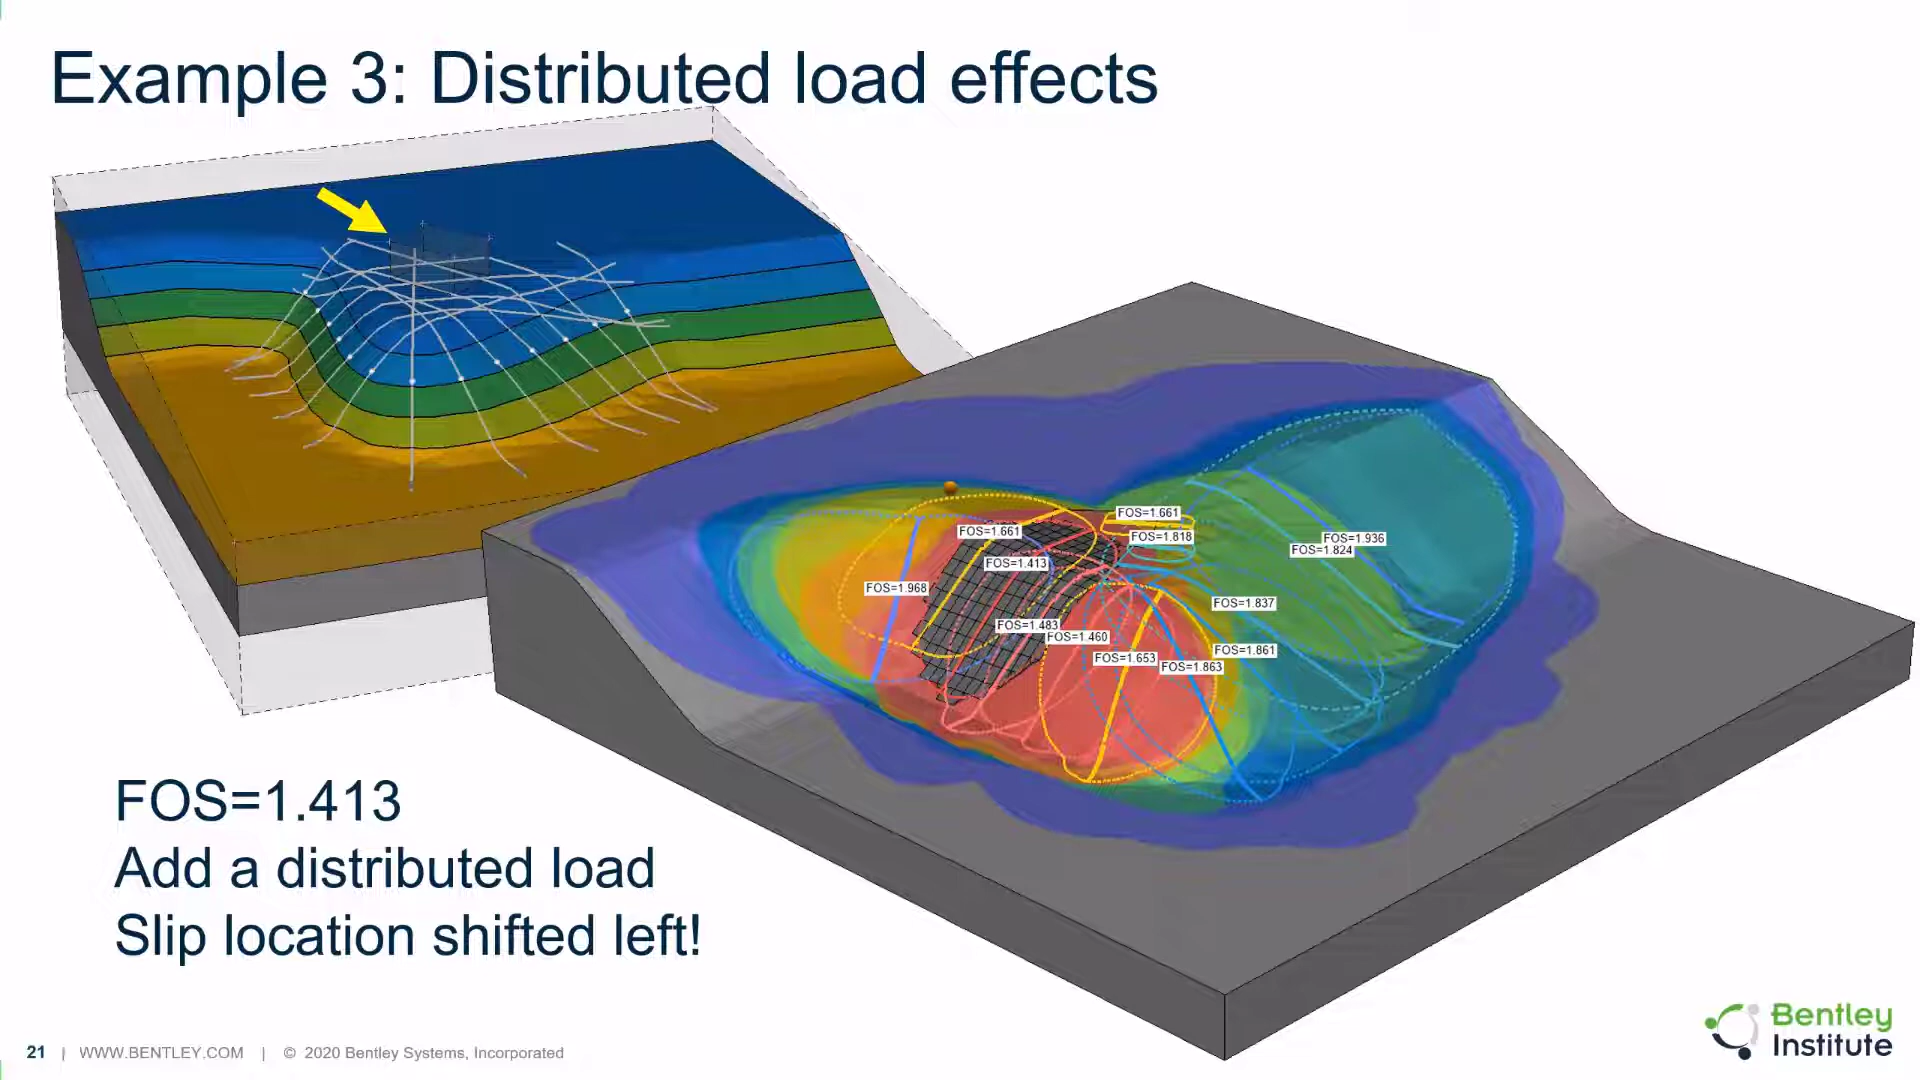 Example 3: Distributed load effects
FOS=1.661
FOS=1.661
FOS=1.818
FOS=1.936
FOS=1.824
FOS=1.413
FOS=1.968
FOS=1.837
FOS=1.483
FOS=1.460
FOS=1.861
FOS=1.653
FOS=1.863
FOS=1.413
Add a distributed load
Slip location shifted left!
21 | WWW.BENTLEY.COM | © 2020 Bentley Systems, Incorporated
Bentley
Institute